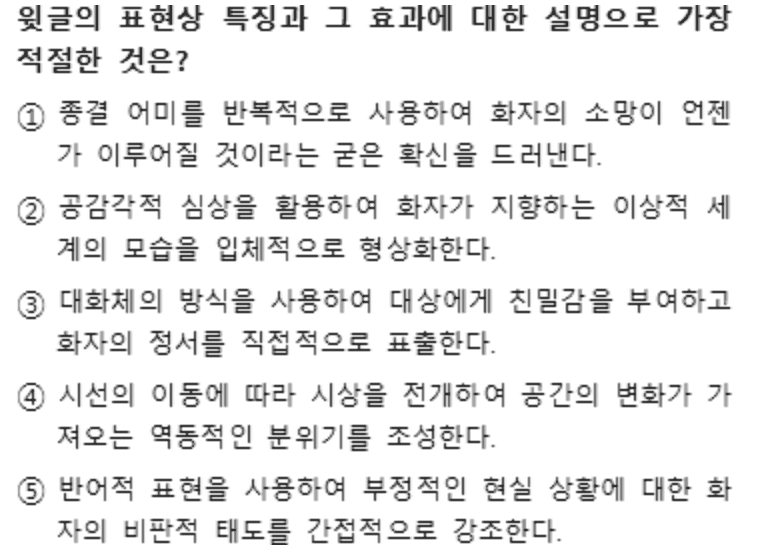 윗글의 표현상 특징과 그 효과에 대한 설명으로 가장
적절한 것은?
① 종결 어미를 반복적으로 사용하여 화자의 소망이 언젠
가 이루어질 것이라는 굳은 확신을 드러낸다.
② 공감각적 심상을 활용하여 화자가 지향하는 이상적 세
계의 모습을 입체적으로 형상화한다.
③ 대화체의 방식을 사용하여 대상에게 친밀감을 부여하고
화자의 정서를 직접적으로 표출한다.
④ 시선의 이동에 따라 시상을 전개하여 공간의 변화가 가
져오는 역동적인 분위기를 조성한다.
⑤ 반어적 표현을 사용하여 부정적인 현실 상황에 대한 화
자의 비판적 태도를 간접적으로 강조한다.